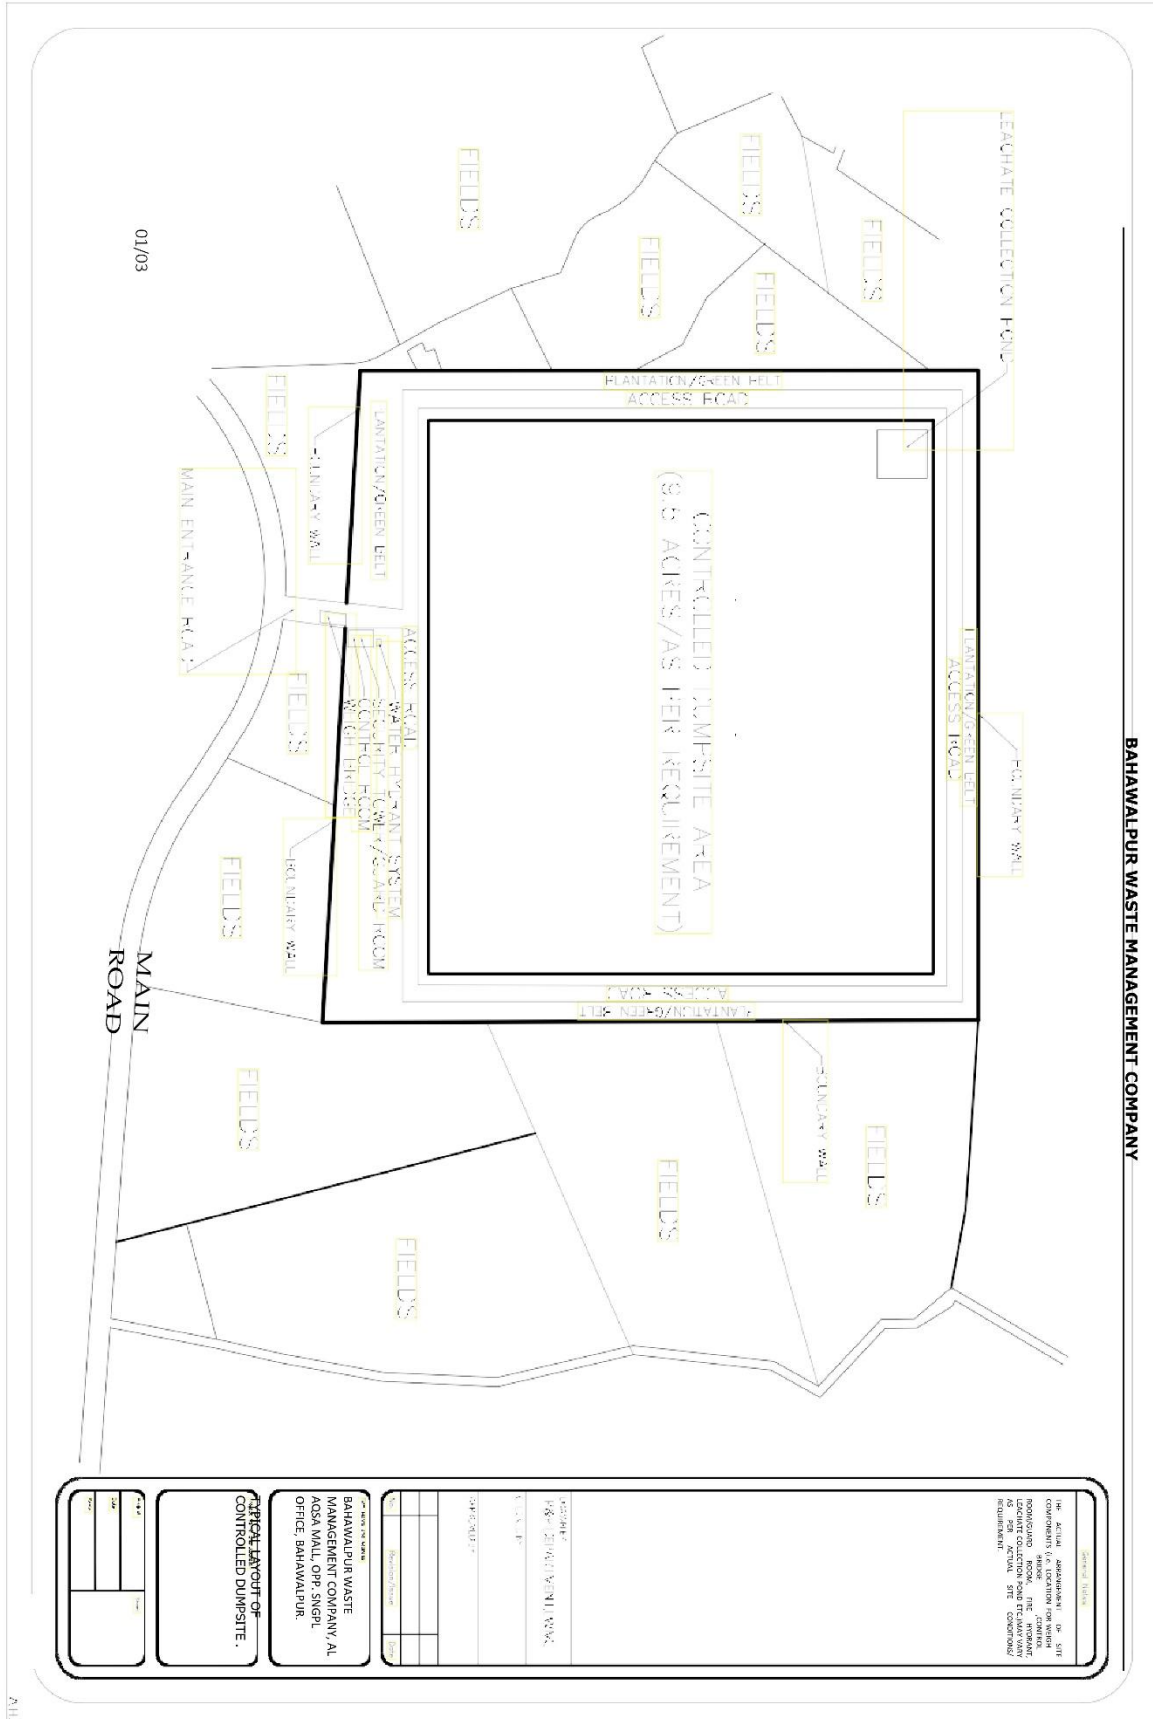 BAHAWALPUR WASTE MANAGEMENT COMPANY
LEACHATE COLLECTION POND
FIELDS
FIELDS
FIELDS
FIELDS
FIELDS
01/03
PLANTATION/GREEN BELT
ACCESS ROAD
FIELDS
PLANTATION/GREEN BELT
BOUNDARY WALL
MAIN ENTRANCE ROAD
CONTROLLED DUMPSITE AREA
(9.5 ACRES/AS PER REQUIREMENT)
PLANTATION/GREEN BELT
ACCESS ROAD
BOUNDARY WALL
ACCESS ROAD
WATER HYDRANT SYSTEM
SECURITY TOWER/GUARD ROOM
CONTROL ROOM
WEIGH BRIDGE
FIELDS
BOUNDARY WALL
FIELDS
MAIN
ROAD
ACCESS ROAD
PLANTATION/GREEN BELT
BOUNDARY WALL
FIELDS
FIELDS
FIELDS
FIELDS
General Notes
THE ACTUAL ARRANGEMENT OF SITE
COMPONENTS (i.e. LOCATION FOR WEIGH
BRIDGE, CONTROL
ROOM/GUARD ROOM, FIRE HYDRANT,
LEACHATE COLLECTION POND ETC.)MAY VARY
AS PER ACTUAL SITE CONDITIONS/
REQUIREMENT.
No.
Revision/Issue
Date
BAHAWALPUR WASTE
MANAGEMENT COMPANY, AL
AQSA MALL, OPP. SNGPL
OFFICE, BAHAWALPUR.
TYPICAL LAYOUT OF
CONTROLLED DUMPSITE .